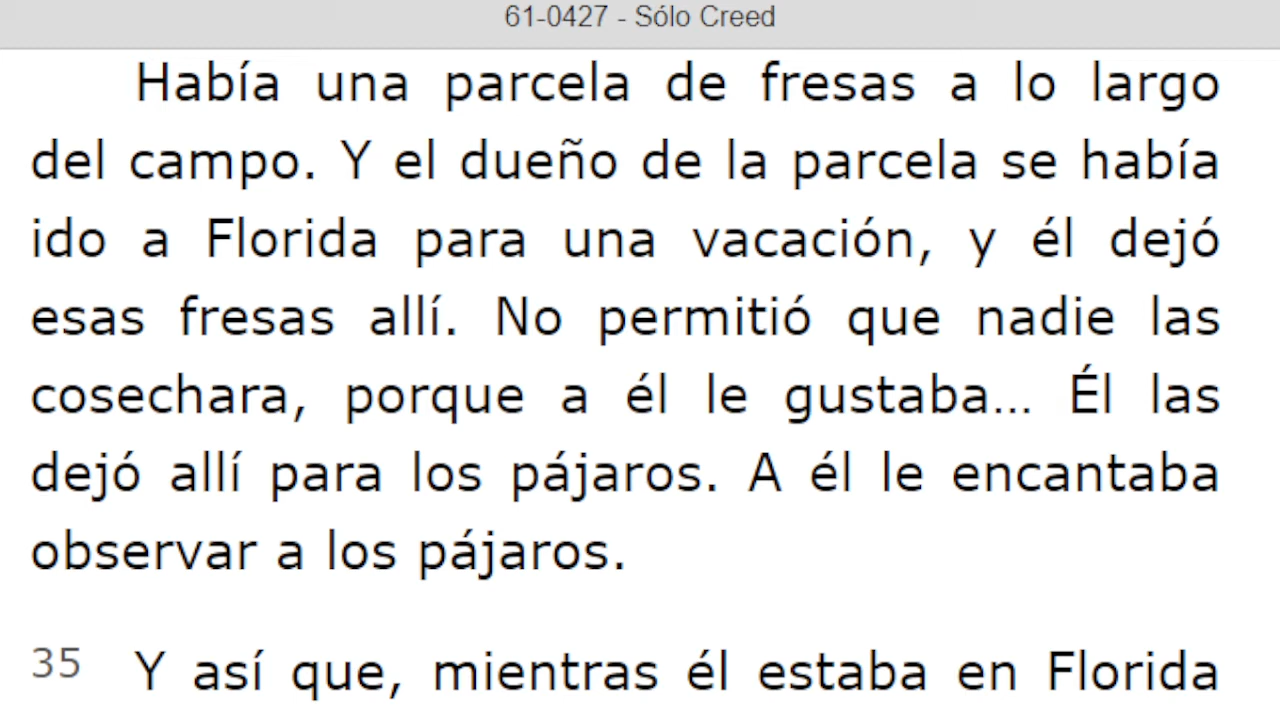 61-0427 - Sólo Creed
Había una parcela de fresas a lo largo
del campo. Y el dueño de la parcela se había
ido a Florida para una vacación, y él dejó
esas fresas allí. No permitió que nadie las
cosechara, porque a él le gustaba... Él las
dejó allí para los pájaros. A él le encantaba
observar a los pájaros.
35 Y así que, mientras él estaba en Florida